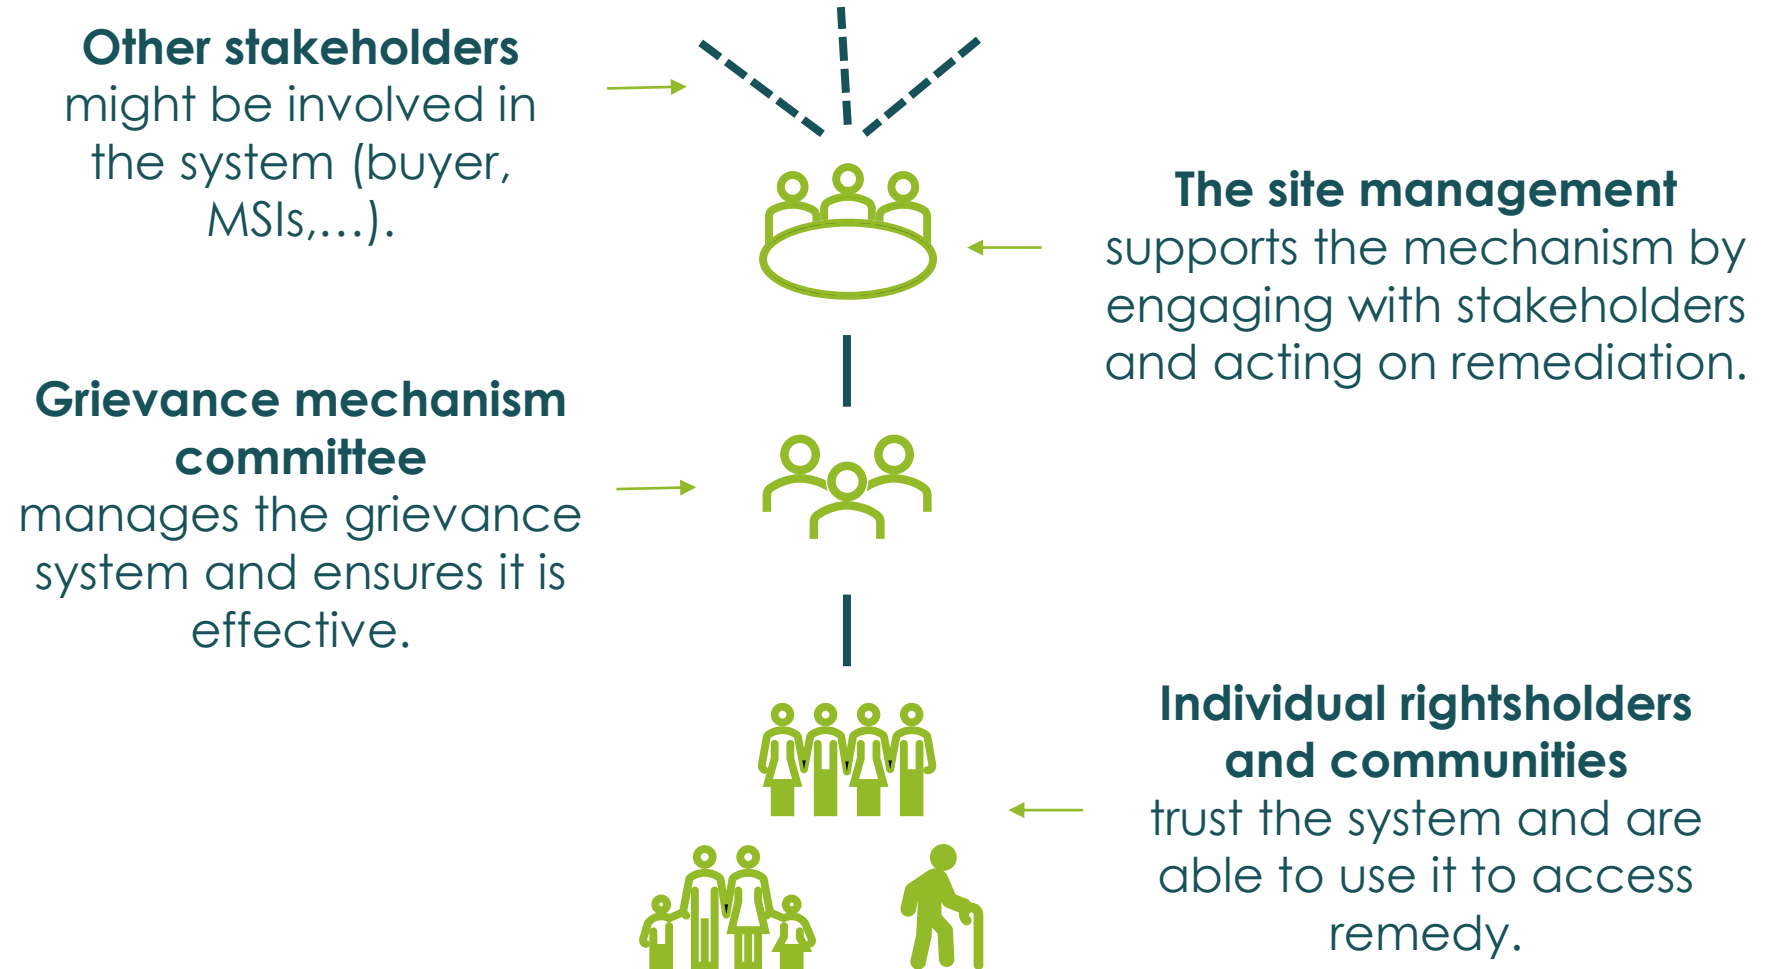 Other stakeholders
might be involved in
the system (buyer,
MSIs,…).
The site management
supports the mechanism by
engaging with stakeholders
and acting on remediation.
Grievance mechanism
committee
manages the grievance
system and ensures it is
effective.
Individual rightsholders
and communities
trust the system and are
able to use it to access
remedy.